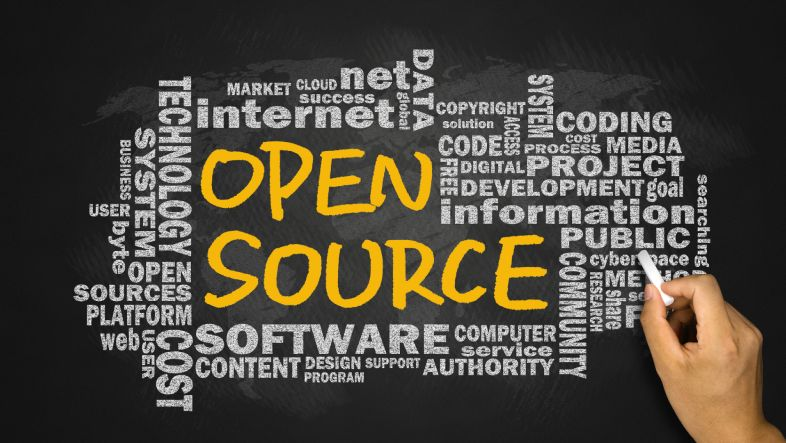 MARKET
CLOUD
net
DATA
success
global
internet
TECHNOLOGY
SYSTEM
BUSINESS
USER
byte
OPEN
SOURCES
PLATFORM
web
USER
COST
OPEN
SOURCE
COPYRIGHT
SYSTEM
solution
ACCESS
CODING
CODE
COST
PROCESS
MEDIA
FREE
DIGITAL
PROJECT
DEVELOPMENT
goal
information
searching
PUBLIC
cyberspace
COMMUNITY
RESEARCH
share
SOFTWARE
COMPUTER
service
CONTENT
DESIGN
SUPPORT
AUTHORITY
PROGRAM